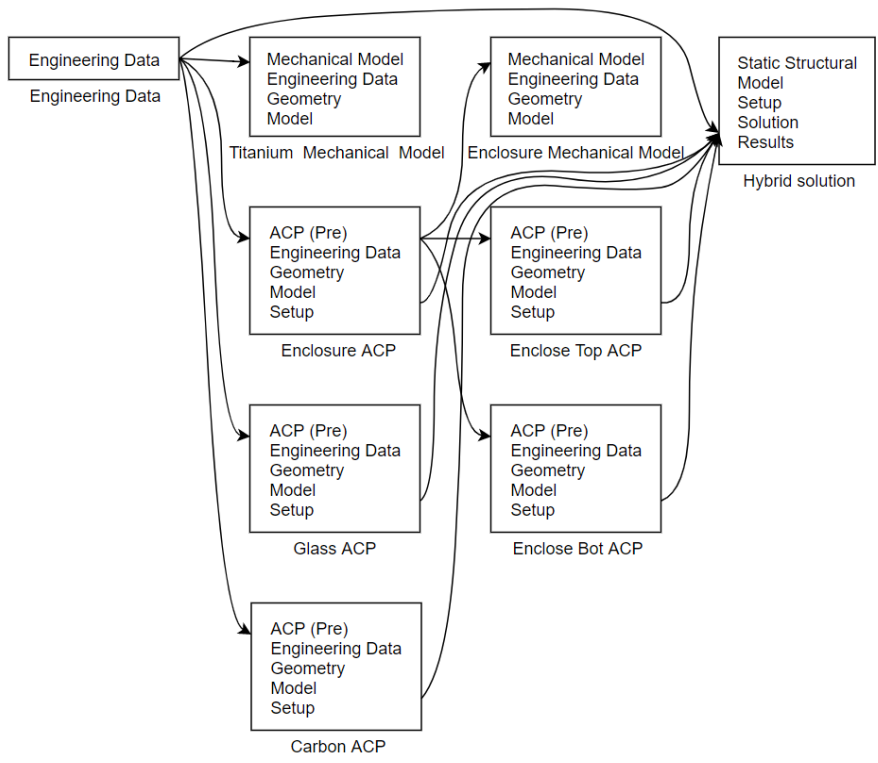 Engineering Data
Engineering Data
Mechanical Model
Engineering Data
Geometry
Model
Titanium Mechanical Model
Mechanical Model
Engineering Data
Geometry
Model
Enclosure Mechanical Model
Static Structural
Model
Setup
Solution
Results
Hybrid solution
ACP (Pre)
Engineering Data
Geometry
Model
Setup
Enclosure ACP
ACP (Pre)
Engineering Data
Geometry
Model
Setup
Enclose Top ACP
ACP (Pre)
Engineering Data
Geometry
Model
Setup
Glass ACP
ACP (Pre)
Engineering Data
Geometry
Model
Setup
Enclose Bot ACP
ACP (Pre)
Engineering Data
Geometry
Model
Setup
Carbon ACP